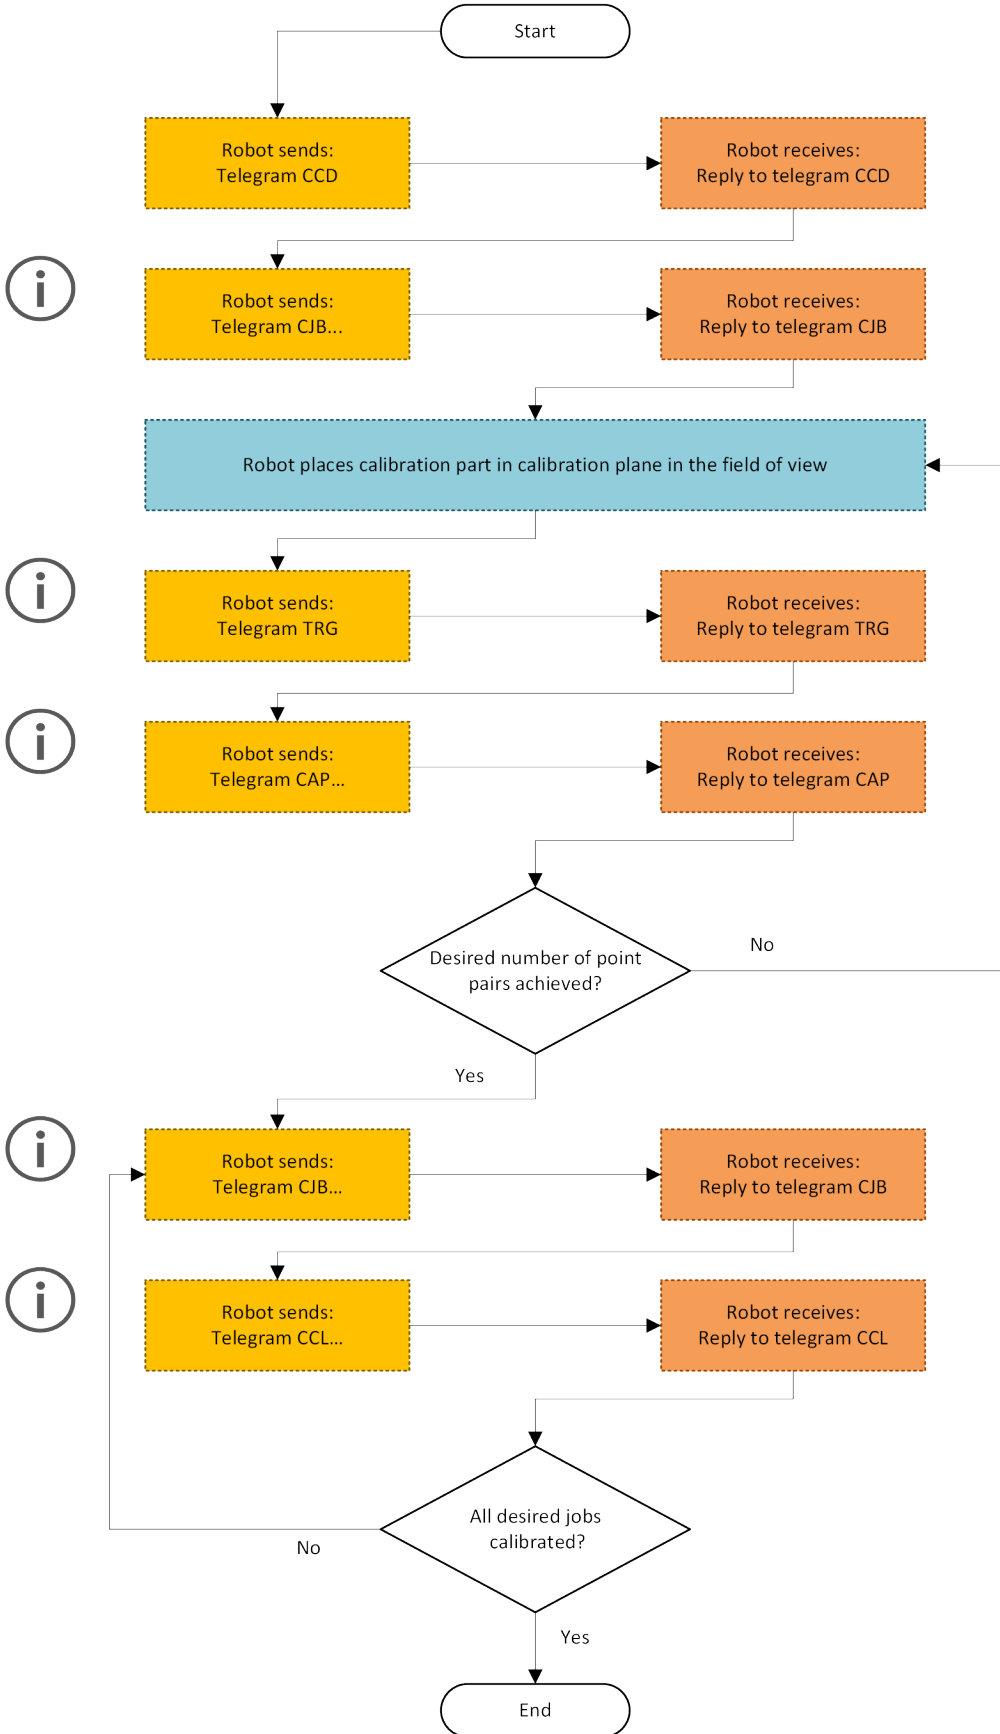 Start
Robot sends:
Telegram CCD
Robot receives:
Reply to telegram CCD
Robot sends:
Telegram CJB...
Robot receives:
Reply to telegram CJB
Robot places calibration part in calibration plane in the field of view
Robot sends:
Telegram TRG
Robot receives:
Reply to telegram TRG
Robot sends:
Telegram CAP...
Robot receives:
Reply to telegram CAP
Desired number of point
pairs achieved?
No
Yes
Robot sends:
Telegram CJB...
Robot receives:
Reply to telegram CJB
Robot sends:
Telegram CCL...
Robot receives:
Reply to telegram CCL
All desired jobs
calibrated?
No
Yes
End